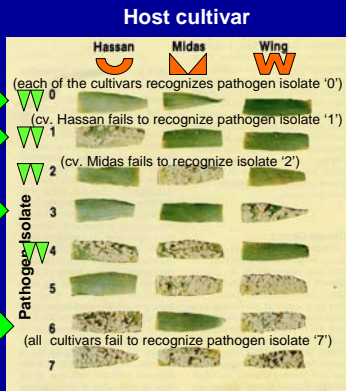 Host cultivar
Hassan Midas Wing
(each of the cultivars recognizes pathogen isolate ‘0’)
0
(cv. Hassan fails to recognize pathogen isolate ‘1’)
1
(cv. Midas fails to recognize isolate ‘2’)
2
Pathogen Isolate
3
4
5
6
(all cultivars fail to recognize pathogen isolate ‘7’)
7